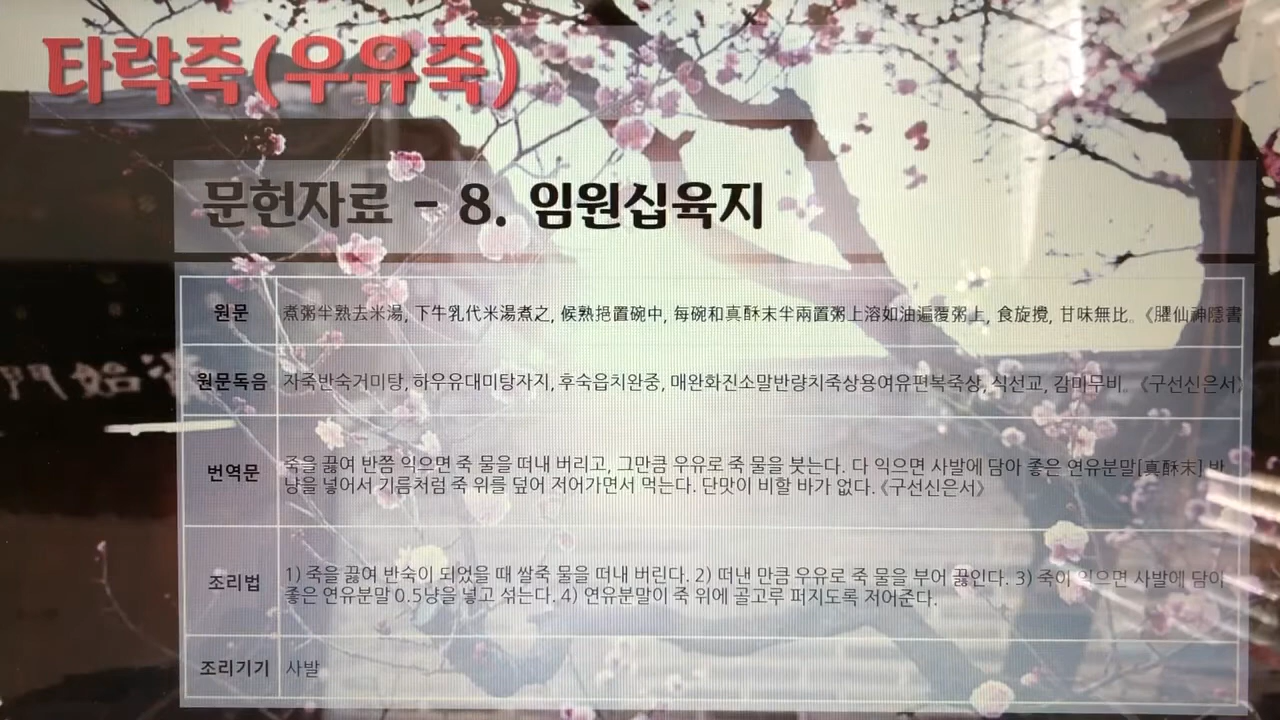 타락죽(우유죽)
문헌자료 - 8. 임원십육지
원문 煮粥半熟去米湯, 下牛乳代米湯煮之, 候熟挹置碗中, 每碗和真酥末半兩置粥上溶如油遍覆粥上, 食旋攪, 甘味無比。《臞仙神隱書
원문독음 자죽반숙거미탕, 하우유대미탕자지, 후숙읍치완중, 매완화진소말반량치죽상용여유편복죽상, 식선교, 감미무비。《구선신은서》
번역문 죽을 끓여 반쯤 익으면 죽 물을 떠내 버리고, 그만큼 우유로 죽 물을 붓는다. 다 익으면 사발에 담아 좋은 연유분말[真酥末] 반
냥을 넣어서 기름처럼 죽 위를 덮어 저어가면서 먹는다. 단맛이 비할 바가 없다.《구선신은서》
조리법 1) 죽을 끓여 반숙이 되었을 때 쌀죽 물을 떠내 버린다. 2) 떠낸 만큼 우유로 죽 물을 부어 끓인다. 3) 죽이 익으면 사발에 담아
좋은 연유분말 0.5냥을 넣고 섞는다. 4) 연유분말이 죽 위에 골고루 퍼지도록 저어준다.
조리기기 사발
門 始